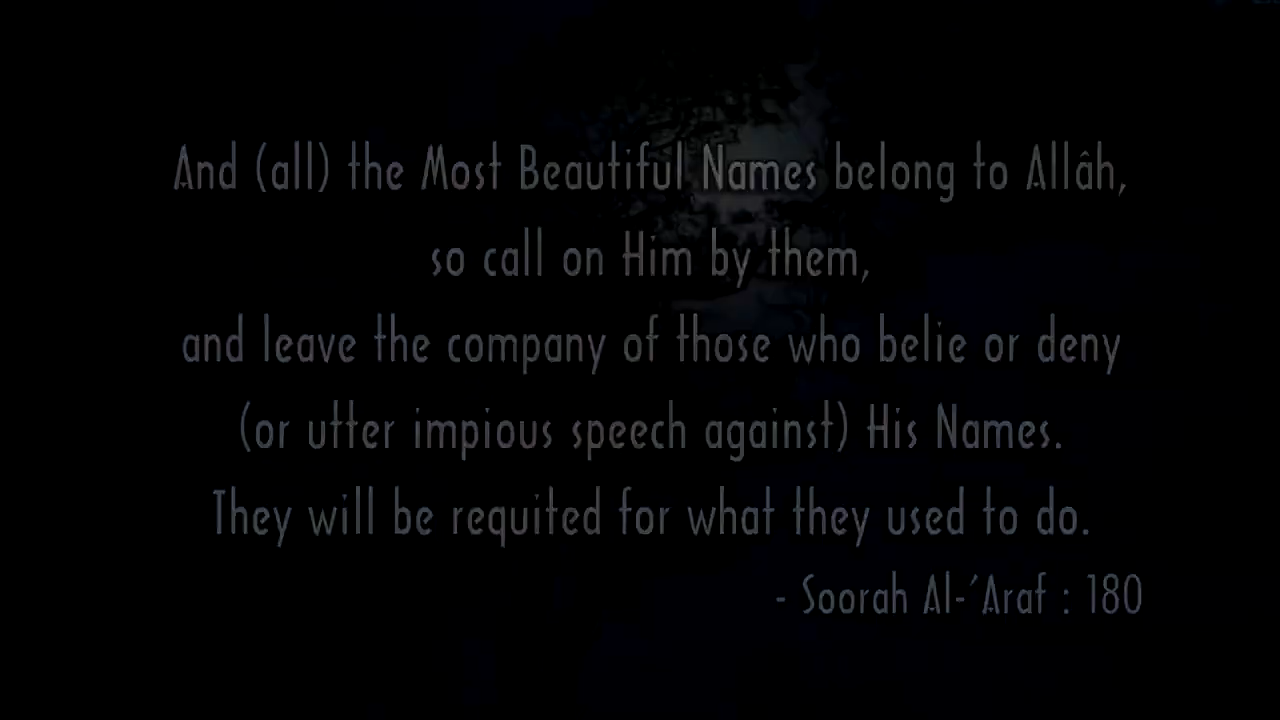 And (all) the Most Beautiful Names belong to Allâh,
so call on Him by them,
and leave the company of those who belie or deny
(or utter impious speech against) His Names.
They will be requited for what they used to do.
- Soorah Al-´Araf : 180